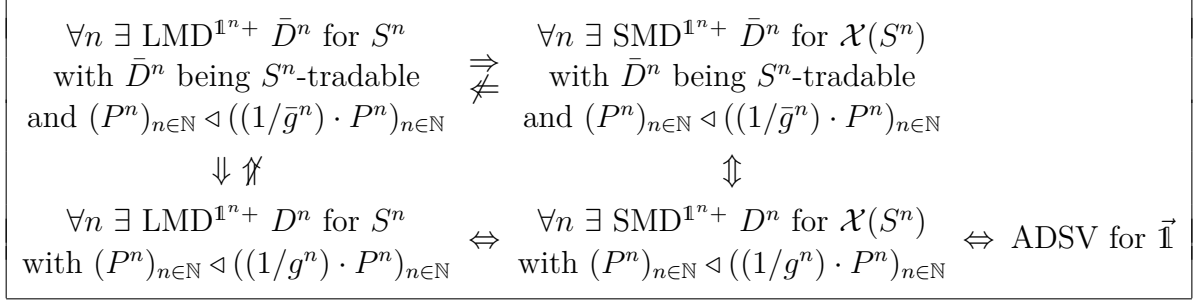 ∀n ∃ LMD^{𝟙^n+} D̄^n for S^n ∀n ∃ SMD^{𝟙^n+} D̄^n for 𝒳(S^n)
with D̄^n being S^n-tradable ⇒ ⇍ with D̄^n being S^n-tradable
and (P^n)_{n∈ℕ} ◁ ((1/ḡ^n) · P^n)_{n∈ℕ} and (P^n)_{n∈ℕ} ◁ ((1/ḡ^n) · P^n)_{n∈ℕ}
⇓ ⇑̸ ⇕
∀n ∃ LMD^{𝟙^n+} D^n for S^n ⇔ ∀n ∃ SMD^{𝟙^n+} D^n for 𝒳(S^n) ⇔ ADSV for 𝟙⃗
with (P^n)_{n∈ℕ} ◁ ((1/g^n) · P^n)_{n∈ℕ} with (P^n)_{n∈ℕ} ◁ ((1/g^n) · P^n)_{n∈ℕ}